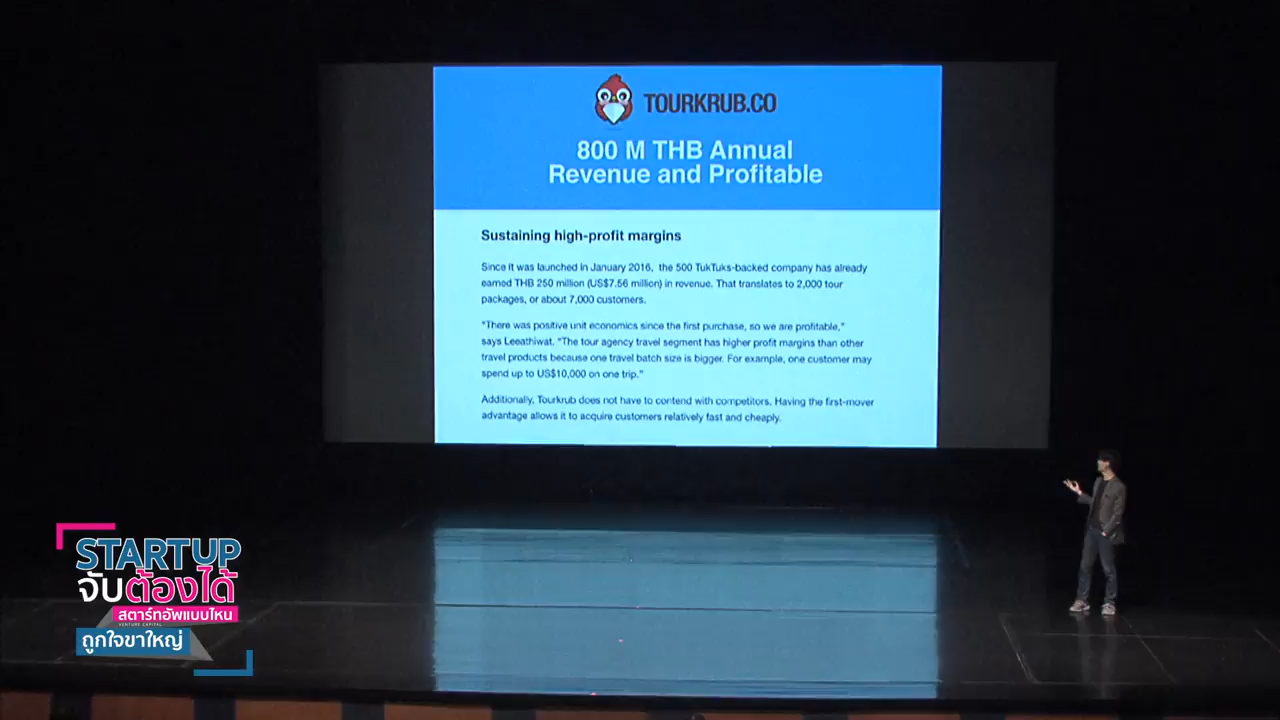 TOURKRUB.CO
800 M THB Annual
Revenue and Profitable
Sustaining high-profit margins
Since it was launched in January 2016, the 500 TukTuks-backed company has already
earned THB 250 million (US$7.56 million) in revenue. That translates to 2,000 tour
packages, or about 7,000 customers.
"There was positive unit economics since the first purchase, so we are profitable,"
says Leeathiwat. "The tour agency travel segment has higher profit margins than other
travel products because one travel batch size is bigger. For example, one customer may
spend up to US$10,000 on one trip."
Additionally, Tourkrub does not have to contend with competitors. Having the first-mover
advantage allows it to acquire customers relatively fast and cheaply.
STARTUP
จับต้องได้
สตาร์ทอัพแบบไหน
VENTURE CAPITAL
ถูกใจขาใหญ่